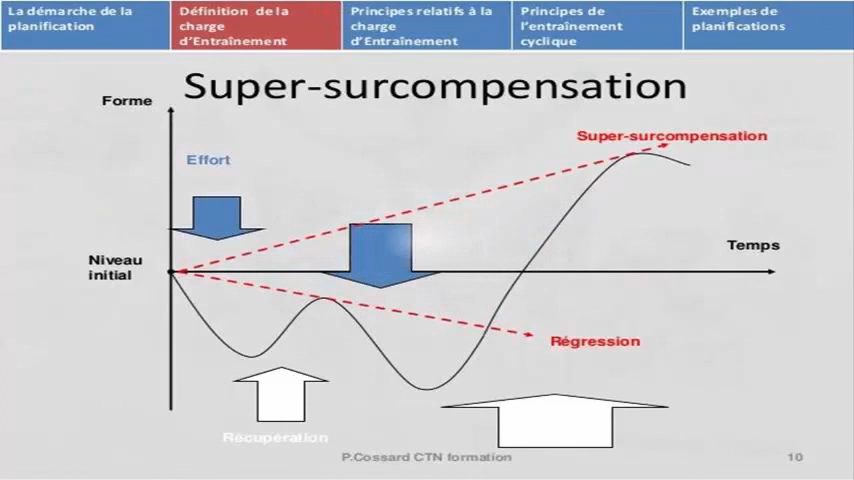 La démarche de la
planification
Définition de la
charge
d'Entraînement
Principes relatifs à la
charge
d'Entraînement
Principes de
l'entraînement
cyclique
Exemples de
planifications
Super-surcompensation
Forme
Super-surcompensation
Effort
Temps
Niveau
initial
Régression
Récupération
P.Cossard CTN formation
10